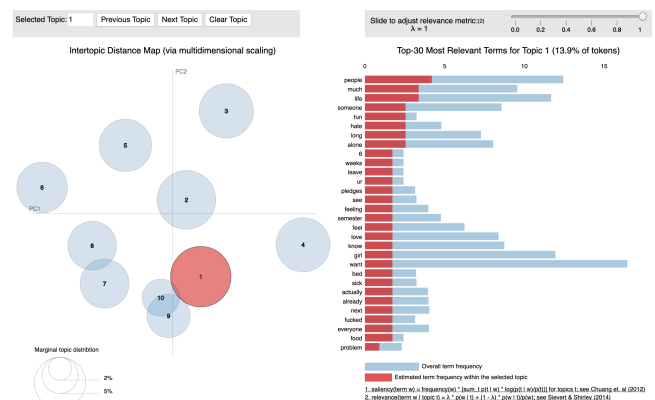 Selected Topic: 1 Previous Topic Next Topic Clear Topic
Slide to adjust relevance metric:(2)
λ = 1
0.0 0.2 0.4 0.6 0.8 1
Intertopic Distance Map (via multidimensional scaling)
PC2
PC1
3
5
6
2
4
8
7
1
10
9
Marginal topic distribtion
2%
5%
Top-30 Most Relevant Terms for Topic 1 (13.9% of tokens)
0 5 10 15
people
much
life
someone
fun
hate
long
alone
6
weeks
leave
ur
pledges
see
feeling
semester
feel
love
know
girl
want
bed
sick
actually
already
next
fucked
everyone
food
problem
Overall term frequency
Estimated term frequency within the selected topic
1. saliency(term w) = frequency(w) * [sum_t p(t | w) * log(p(t | w)/p(t))] for topics t; see Chuang et. al (2012)
2. relevance(term w | topic t) = λ * p(w | t) + (1 - λ) * p(w | t)/p(w); see Sievert & Shirley (2014)